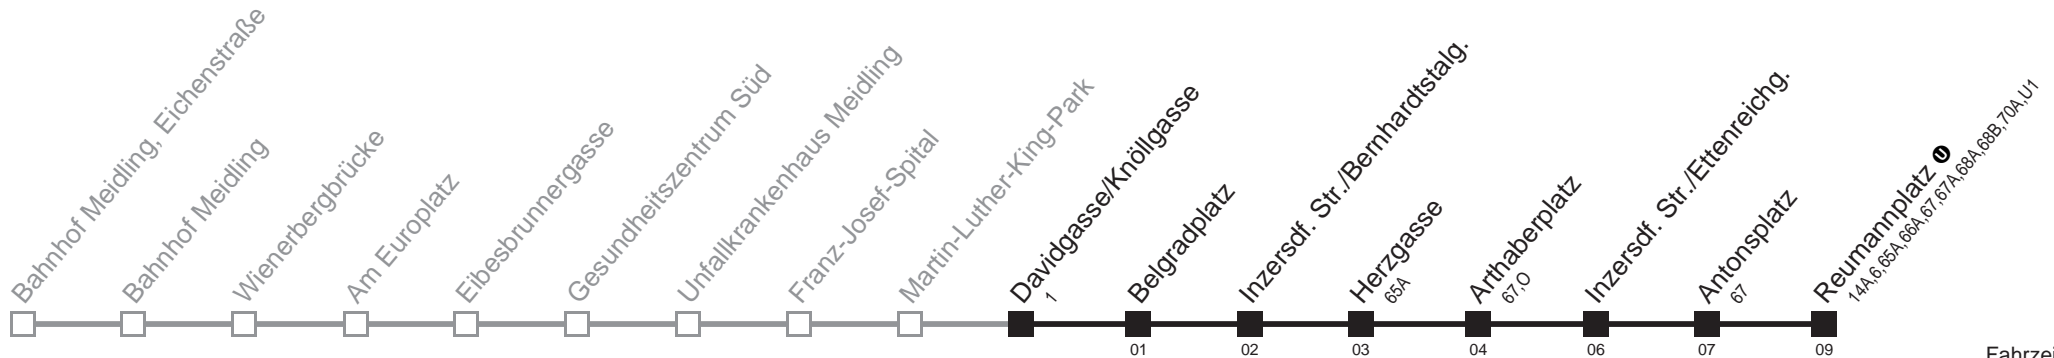 Bahnhof Meidling, Eichenstraße
Bahnhof Meidling
Wienerbergbrücke
Am Europlatz
Eibesbrunnergasse
Gesundheitszentrum Süd
Unfallkrankenhaus Meidling
Franz-Josef-Spital
Martin-Luther-King-Park
Davidgasse/Knöllgasse
1
Belgradplatz
Inzersdf. Str./Bernhardtstalg.
Herzgasse
65A
Arthaberplatz
67,O
Inzersdf. Str./Ettenreichg.
Antonsplatz
67
Reumannplatz U
14A,6,65A,66A,67,67A,68A,68B,70A,U1
01 02 03 04 06 07 09
Fahrzei